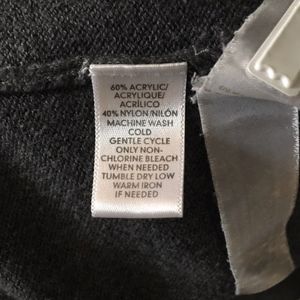 60% ACRYLIC/
ACRYLIQUE/
ACRÍLICO
40% NYLON/NILÓN
MACHINE WASH
COLD
GENTLE CYCLE
ONLY NON-
CHLORINE BLEACH
WHEN NEEDED
TUMBLE DRY LOW
WARM IRON
IF NEEDED